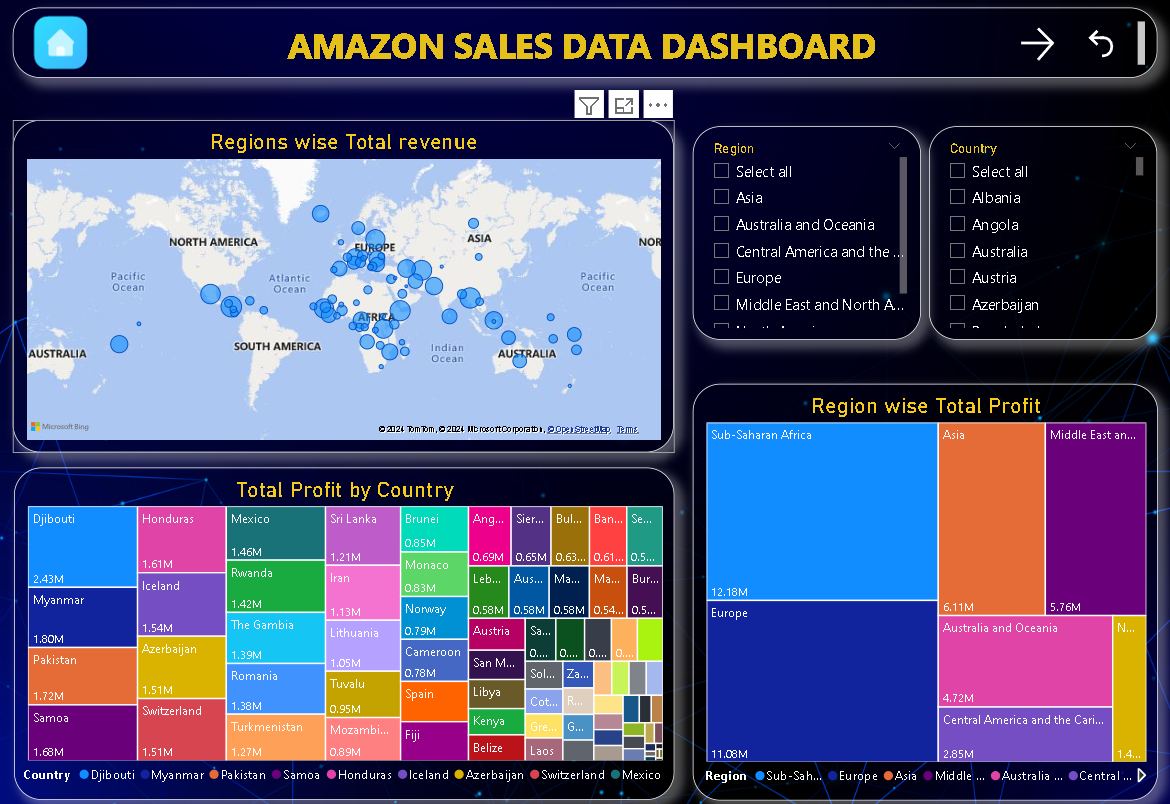 AMAZON SALES DATA DASHBOARD
Regions wise Total revenue
NORTH AMERICA
EUROPE
ASIA
NOR
Pacific
Ocean
Atlantic
Ocean
Pacific
Ocean
AFRICA
SOUTH AMERICA
AUSTRALIA
Indian
Ocean
AUSTRALIA
Microsoft Bing
© 2024 TomTom, © 2024 Microsoft Corporation, © OpenStreetMap Terms
Region
Select all
Asia
Australia and Oceania
Central America and the ...
Europe
Middle East and North A...
Country
Select all
Albania
Angola
Australia
Austria
Azerbaijan
Total Profit by Country
Djibouti
2.43M
Myanmar
1.80M
Pakistan
1.72M
Samoa
1.68M
Honduras
1.61M
Iceland
1.54M
Azerbaijan
1.51M
Switzerland
1.51M
Mexico
1.46M
Rwanda
1.42M
The Gambia
1.39M
Romania
1.38M
Turkmenistan
1.27M
Sri Lanka
1.21M
Iran
1.13M
Lithuania
1.05M
Tuvalu
0.95M
Mozambi...
0.89M
Brunei
0.85M
Monaco
0.83M
Norway
0.79M
Cameroon
0.78M
Spain
Fiji
Ang...
0.69M
Sier...
0.65M
Bul...
0.63...
Ban...
0.61...
Se...
0.5...
Leb...
0.58M
Aus...
0.58M
Ma...
0.58M
Ma...
0.54...
Bur...
0.5...
Austria
San M...
Libya
Kenya
Belize
Sa...
0....
0....
0....
0....
Sol...
Za...
Cot...
R...
Gre...
G...
Laos
Country Djibouti Myanmar Pakistan Samoa Honduras Iceland Azerbaijan Switzerland Mexico
Region wise Total Profit
Sub-Saharan Africa
12.18M
Europe
11.08M
Asia
6.11M
Middle East an...
5.76M
Australia and Oceania
4.72M
Central America and the Cari...
2.85M
N...
1.4...
Region Sub-Sah... Europe Asia Middle ... Australia ... Central ...